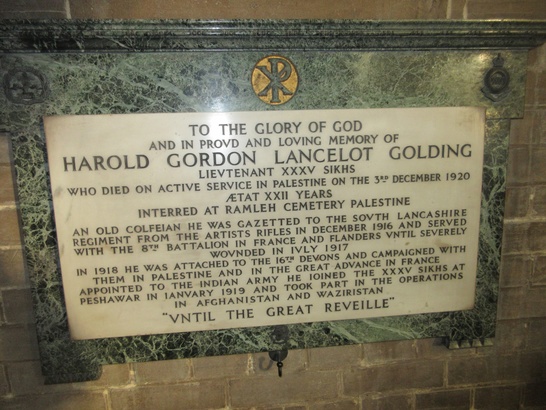 TO THE GLORY OF GOD
AND IN PROVD AND LOVING MEMORY OF
HAROLD GORDON LANCELOT GOLDING
LIEVTENANT XXXV SIKHS
WHO DIED ON ACTIVE SERVICE IN PALESTINE ON THE 3RD DECEMBER 1920
ÆTAT XXII YEARS
INTERRED AT RAMLEH CEMETERY PALESTINE
AN OLD COLFEIAN HE WAS GAZETTED TO THE SOVTH LANCASHIRE
REGIMENT FROM THE ARTISTS RIFLES IN DECEMBER 1916 AND SERVED
WITH THE 8TH BATTALION IN FRANCE AND FLANDERS VNTIL SEVERELY
WOVNDED IN IVLY 1917
IN 1918 HE WAS ATTACHED TO THE 16TH DEVONS AND CAMPAIGNED WITH
THEM IN PALESTINE AND IN THE GREAT ADVANCE IN FRANCE
APPOINTED TO THE INDIAN ARMY HE JOINED THE XXXV SIKHS AT
PESHAWAR IN IANVARY 1919 AND TOOK PART IN THE OPERATIONS
IN AFGHANISTAN AND WAZIRISTAN
"VNTIL THE GREAT REVEILLE"